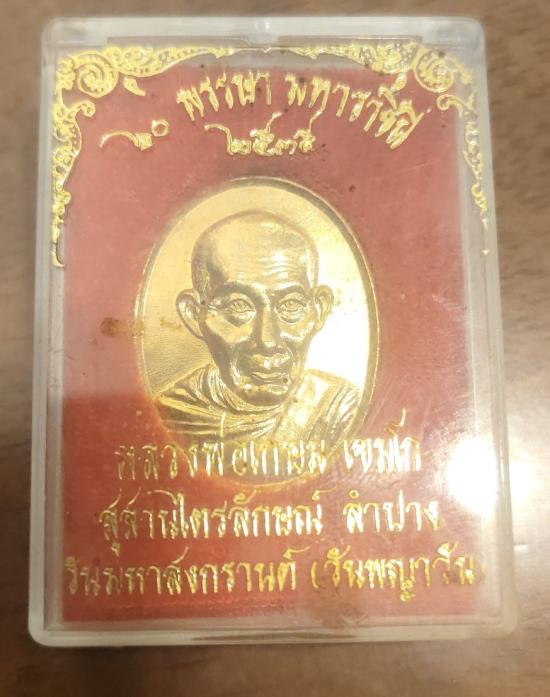 ๖๐ พรรษา มหาราชินี
๒๕๓๕
หลวงพ่อเกษม เขมโก
สุสานไตรลักษณ์ ลำปาง
วันมหาสงกรานต์ (วันพญาวัน)